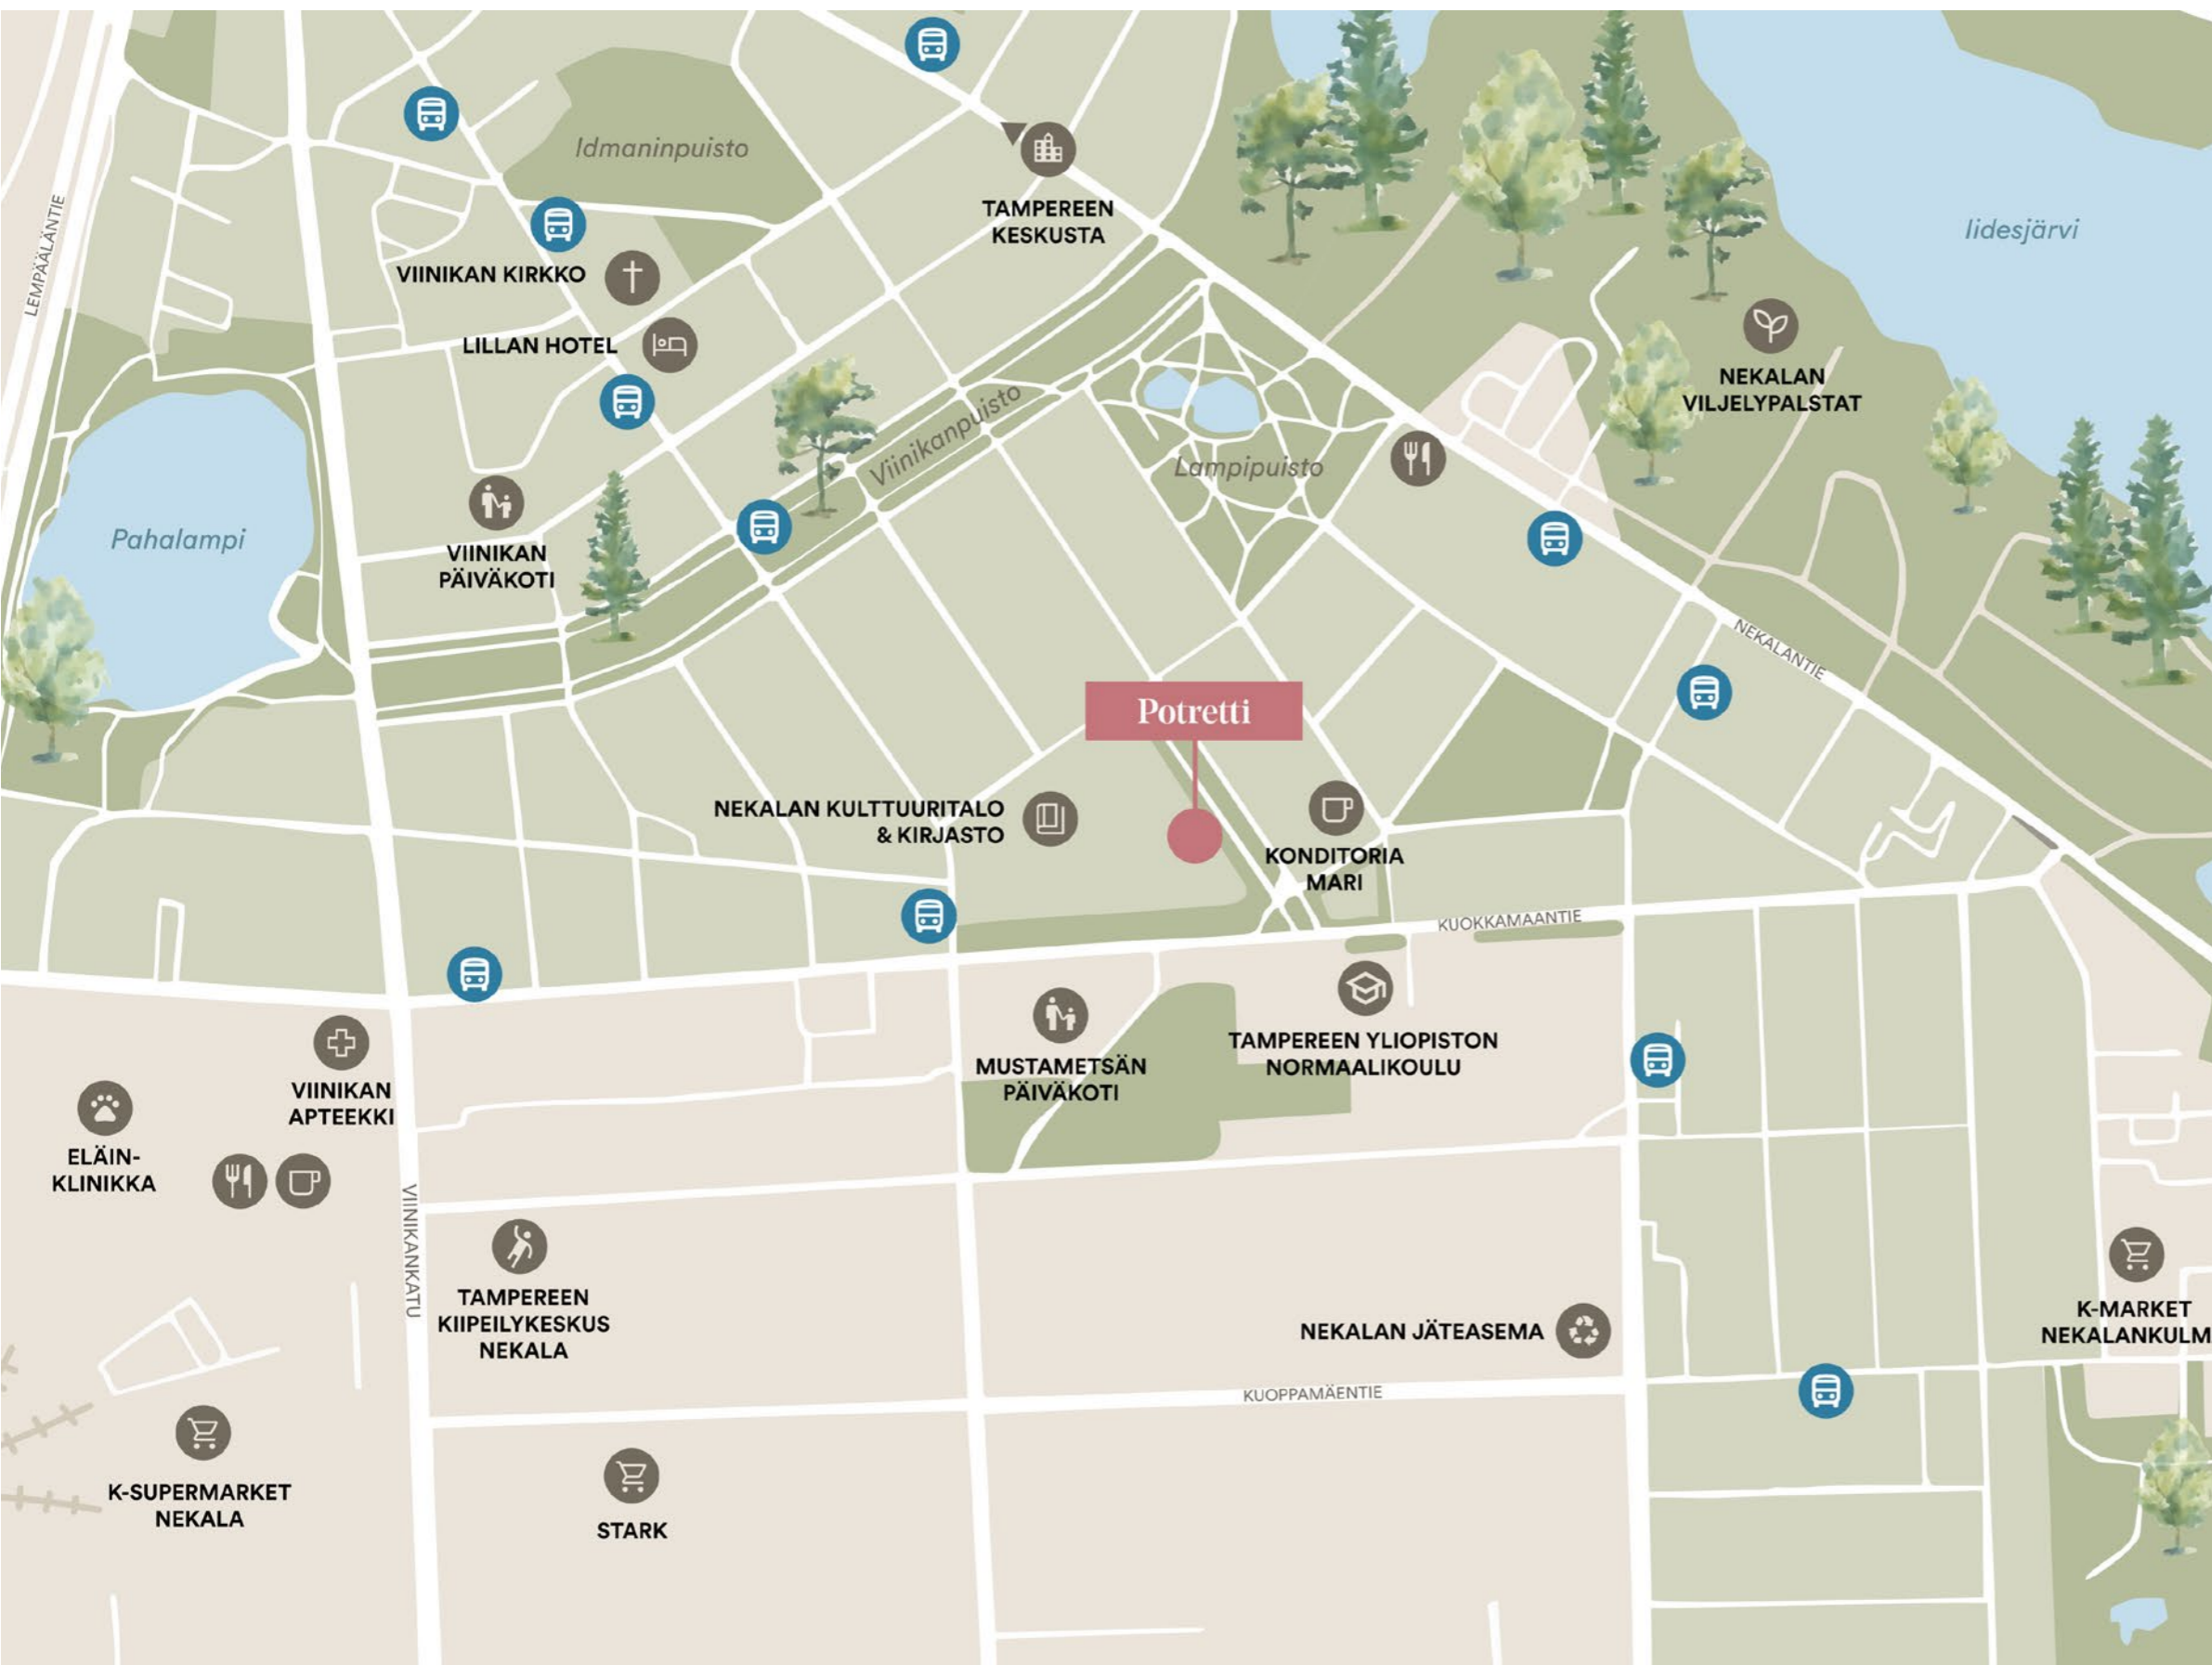 Idmaninpuisto
TAMPEREEN
KESKUSTA
LEMPÄÄLÄNTIE
Iidesjärvi
VIINIKAN KIRKKO
LILLAN HOTEL
NEKALAN
VILJELYPALSTAT
Viinikanpuisto
Lampipuisto
Pahalampi
VIINIKAN
PÄIVÄKOTI
NEKALANTIE
Potretti
NEKALAN KULTTUURITALO
& KIRJASTO
KONDITORIA
MARI
KUOKKAMAANTIE
MUSTAMETSÄN
PÄIVÄKOTI
TAMPEREEN YLIOPISTON
NORMAALIKOULU
VIINIKAN
APTEEKKI
ELÄIN-
KLINIKKA
VIINIKANKATU
TAMPEREEN
KIIPEILYKESKUS
NEKALA
NEKALAN JÄTEASEMA
K-MARKET
NEKALANKULM
KUOPPAMÄENTIE
K-SUPERMARKET
NEKALA
STARK